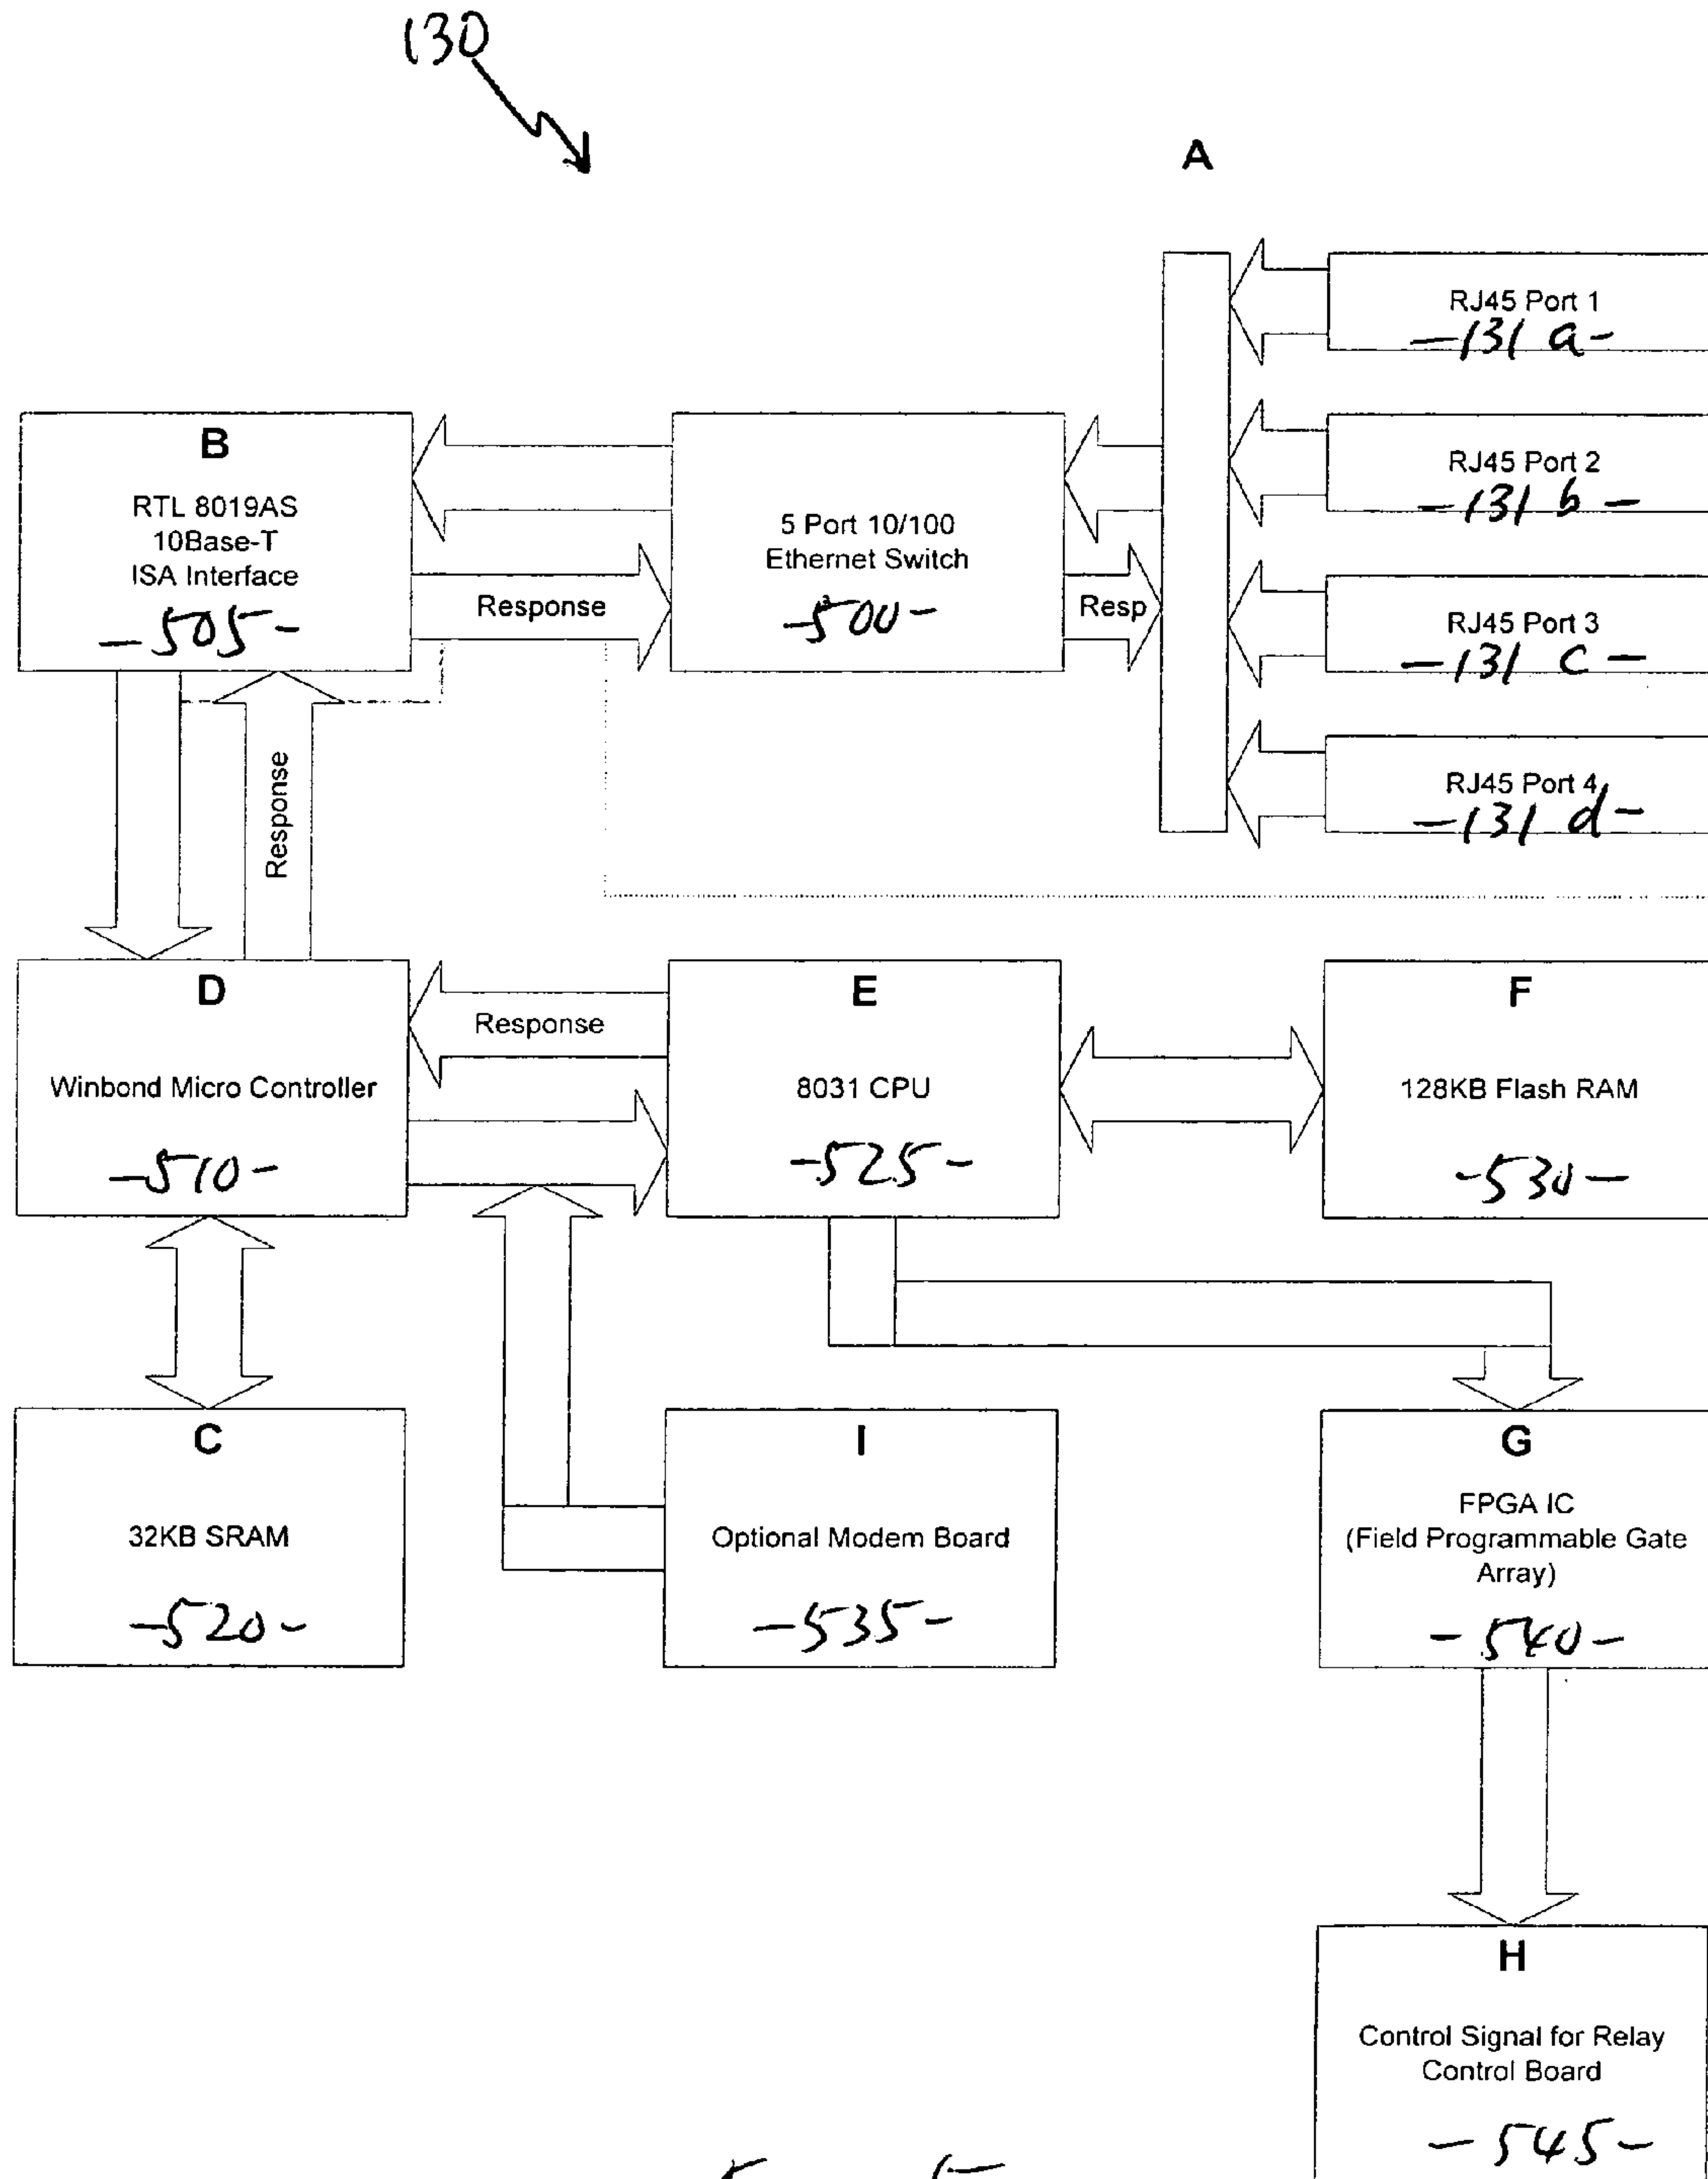 130
A
RJ45 Port 1
-131 a-
B
RTL 8019AS
10Base-T
ISA Interface
-505-
5 Port 10/100
Ethernet Switch
-500-
RJ45 Port 2
-131 b-
Response
Resp
RJ45 Port 3
-131 c-
Response
RJ45 Port 4
-131 d-
D
Winbond Micro Controller
-510-
Response
E
8031 CPU
-525-
F
128KB Flash RAM
-530-
C
32KB SRAM
-520-
I
Optional Modem Board
-535-
G
FPGA IC
(Field Programmable Gate
Array)
-540-
H
Control Signal for Relay
Control Board
-545-